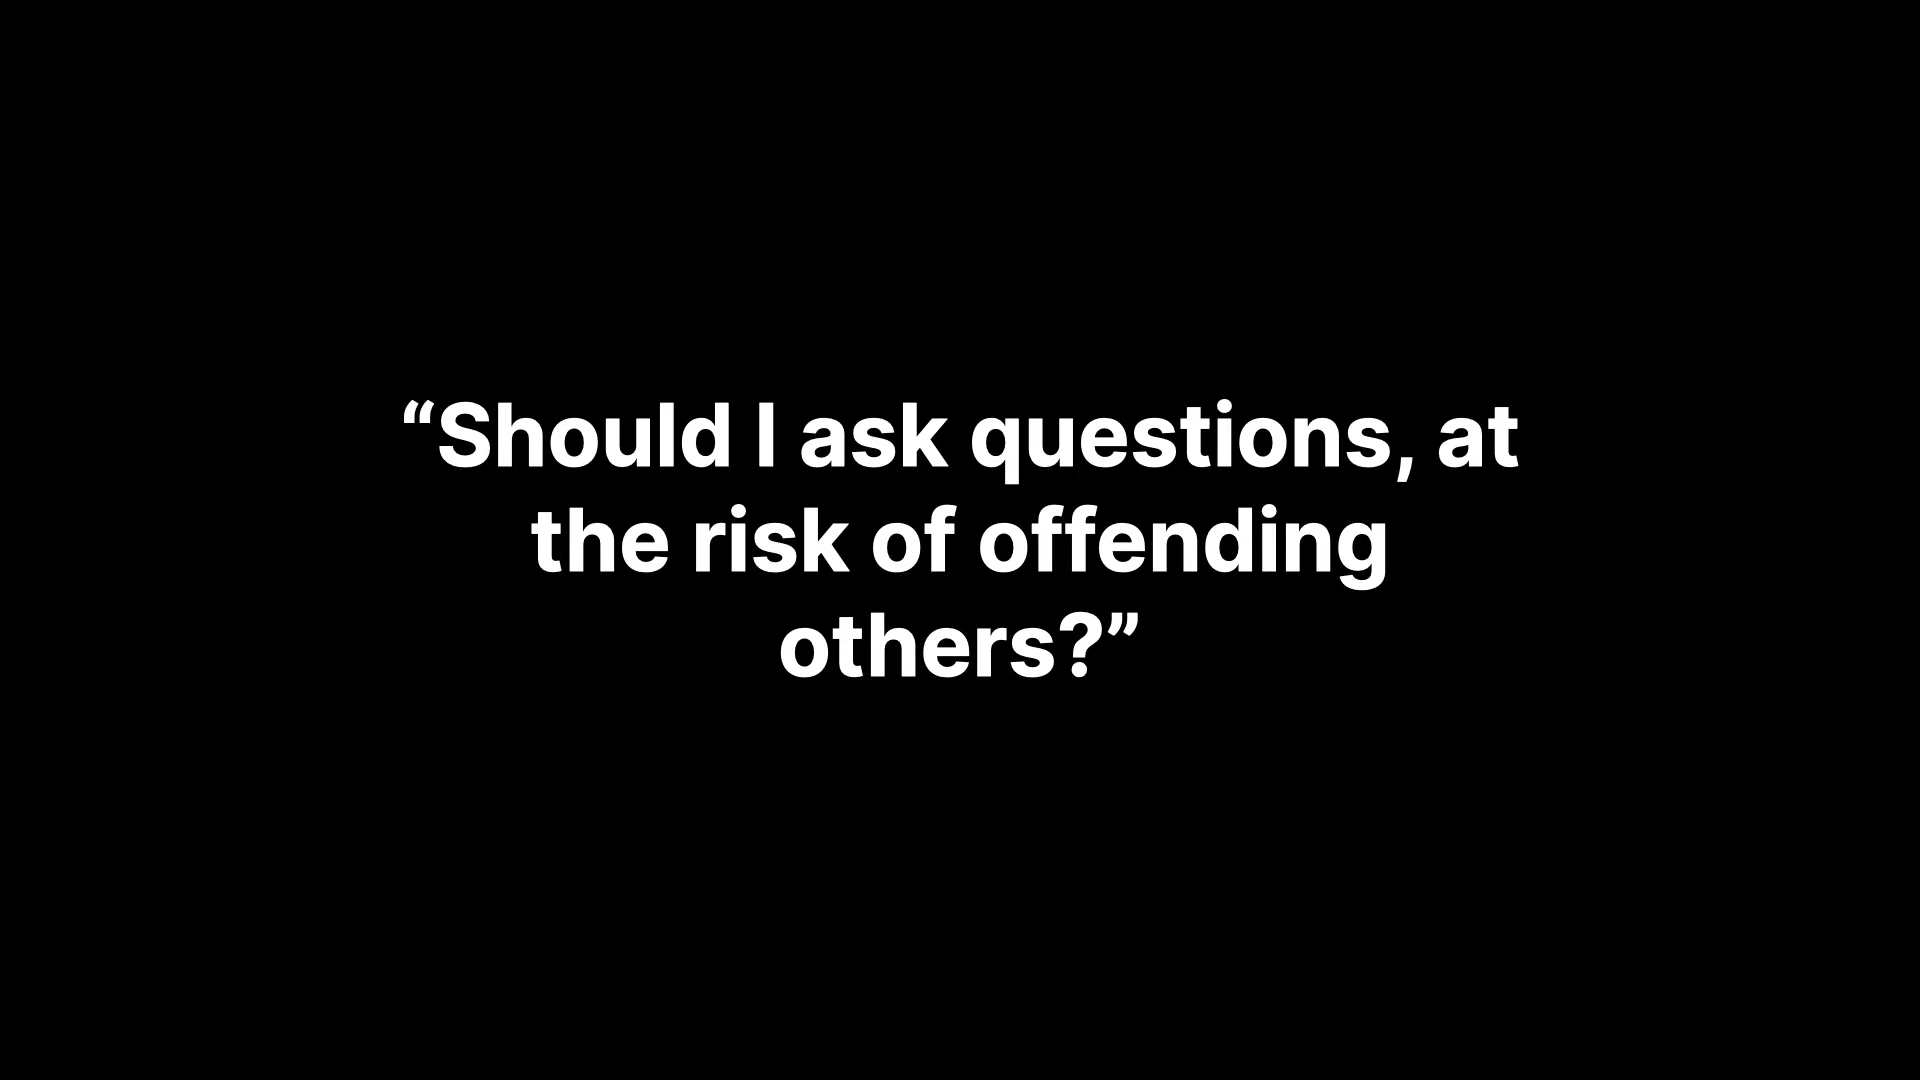 “Should I ask questions, at
the risk of offending
others?”